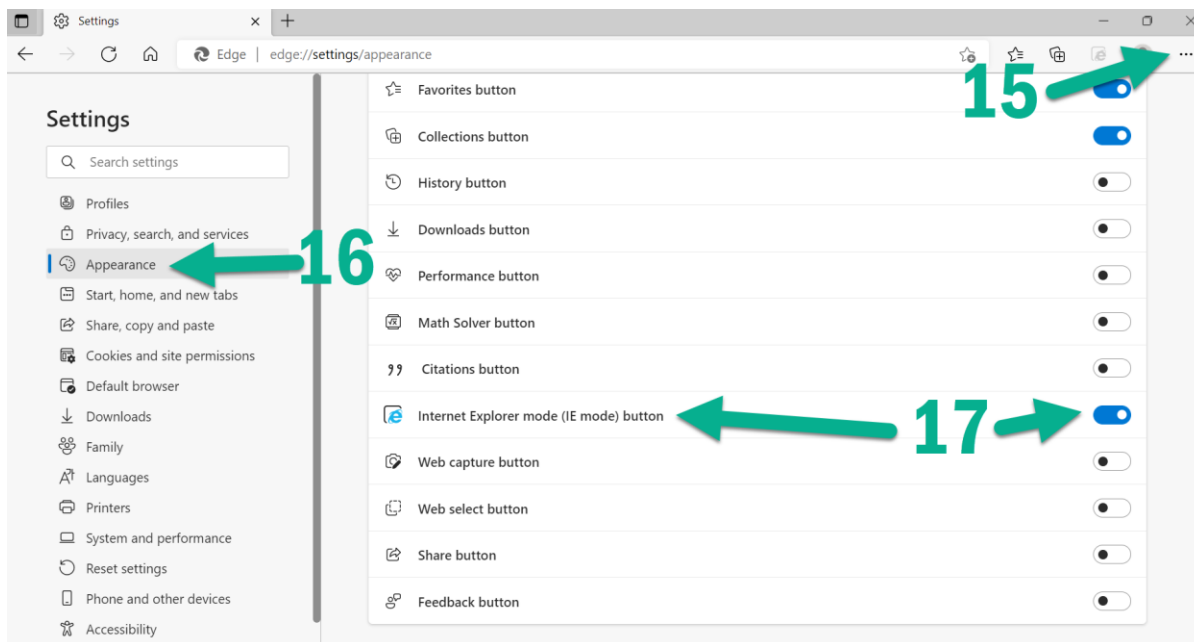 Settings
Edge | edge://settings/appearance
15
Settings
Search settings
Profiles
Privacy, search, and services
Appearance
16
Start, home, and new tabs
Share, copy and paste
Cookies and site permissions
Default browser
Downloads
Family
Languages
Printers
System and performance
Reset settings
Phone and other devices
Accessibility
Favorites button
Collections button
History button
Downloads button
Performance button
Math Solver button
Citations button
Internet Explorer mode (IE mode) button
17
Web capture button
Web select button
Share button
Feedback button